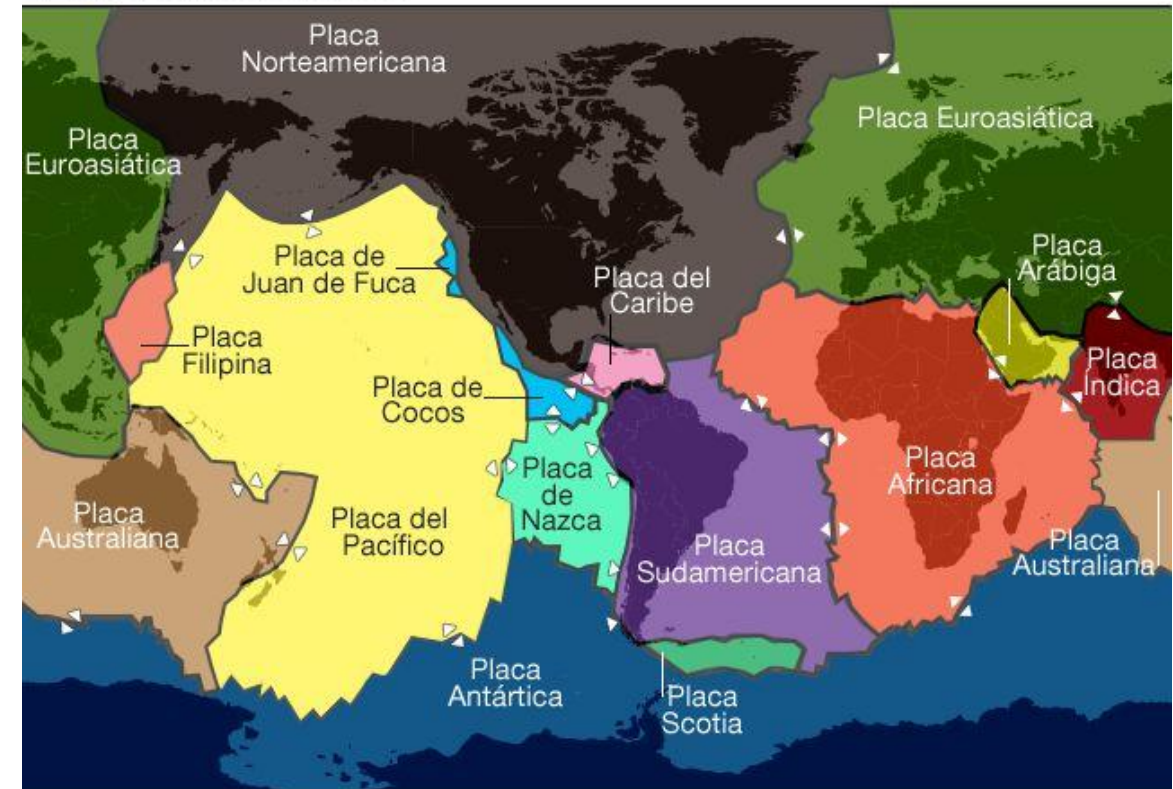 Placa
Norteamericana
Placa Euroasiática
Placa
Euroasiática
Placa de
Juan de Fuca
Placa
Arábiga
Placa del
Caribe
Placa
Filipina
Placa
Índica
Placa de
Cocos
Placa
de
Nazca
Placa
Africana
Placa
Australiana
Placa del
Pacífico
Placa
Sudamericana
Placa
Australiana
Placa
Antártica
Placa
Scotia